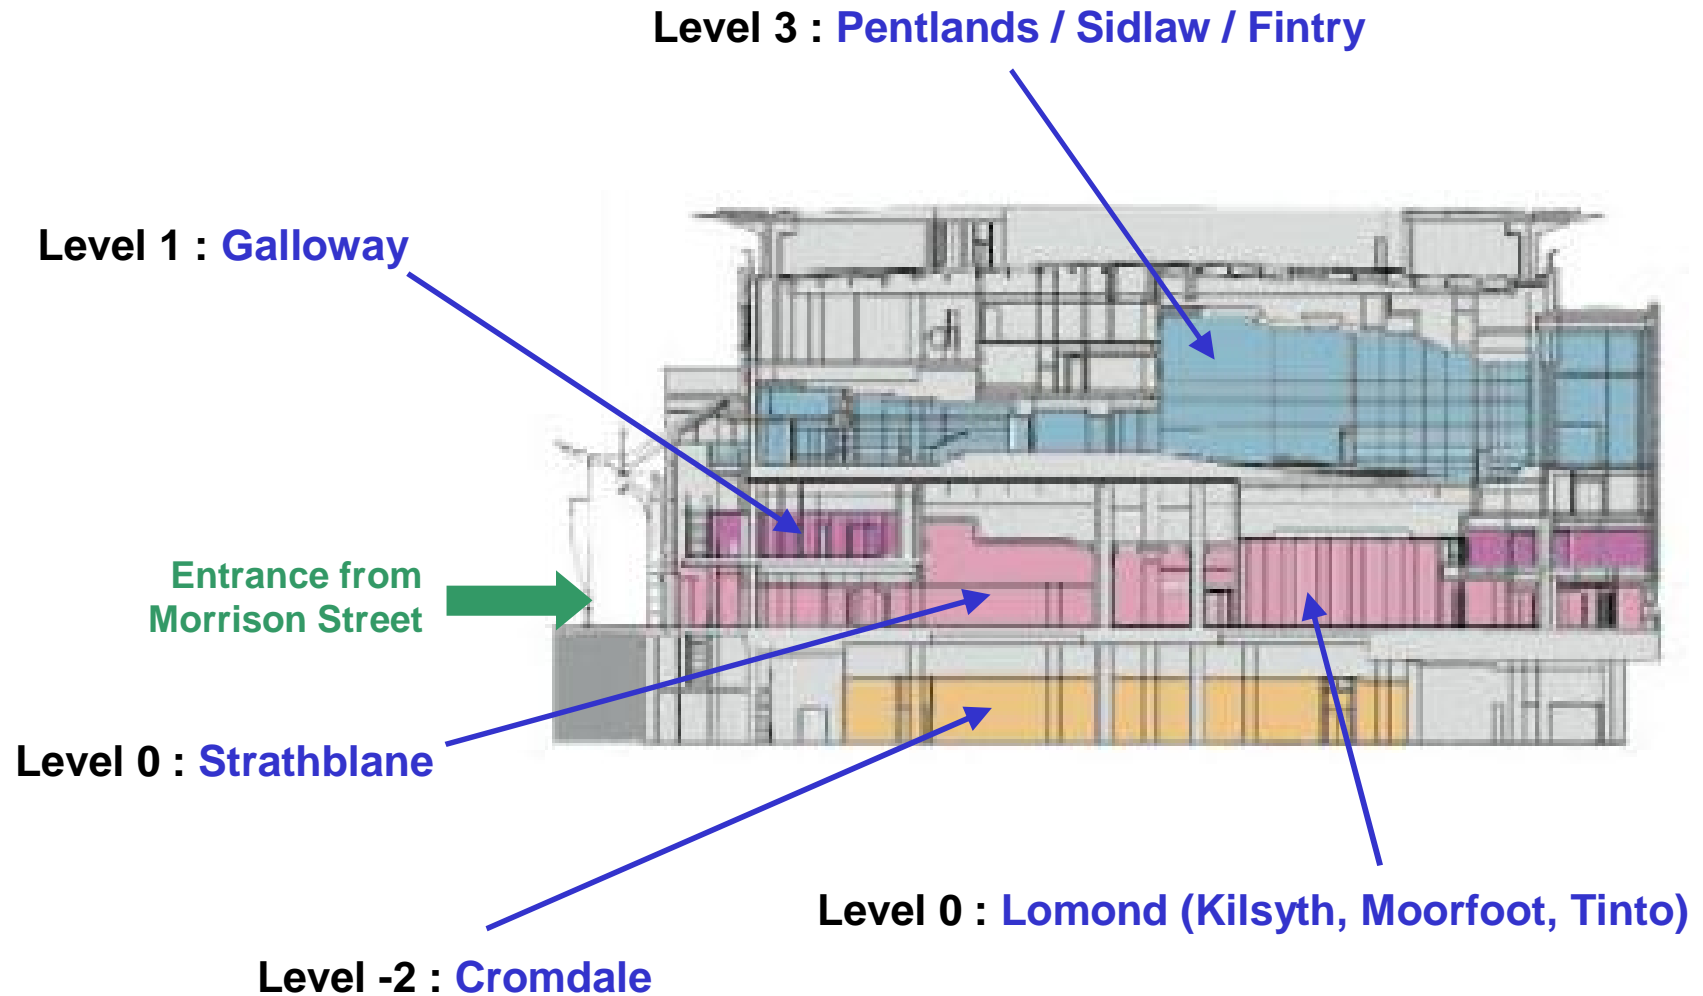 Level 3 : Pentlands / Sidlaw / Fintry
Level 1 : Galloway
Entrance from
Morrison Street
Level 0 : Strathblane
Level 0 : Lomond (Kilsyth, Moorfoot, Tinto)
Level -2 : Cromdale